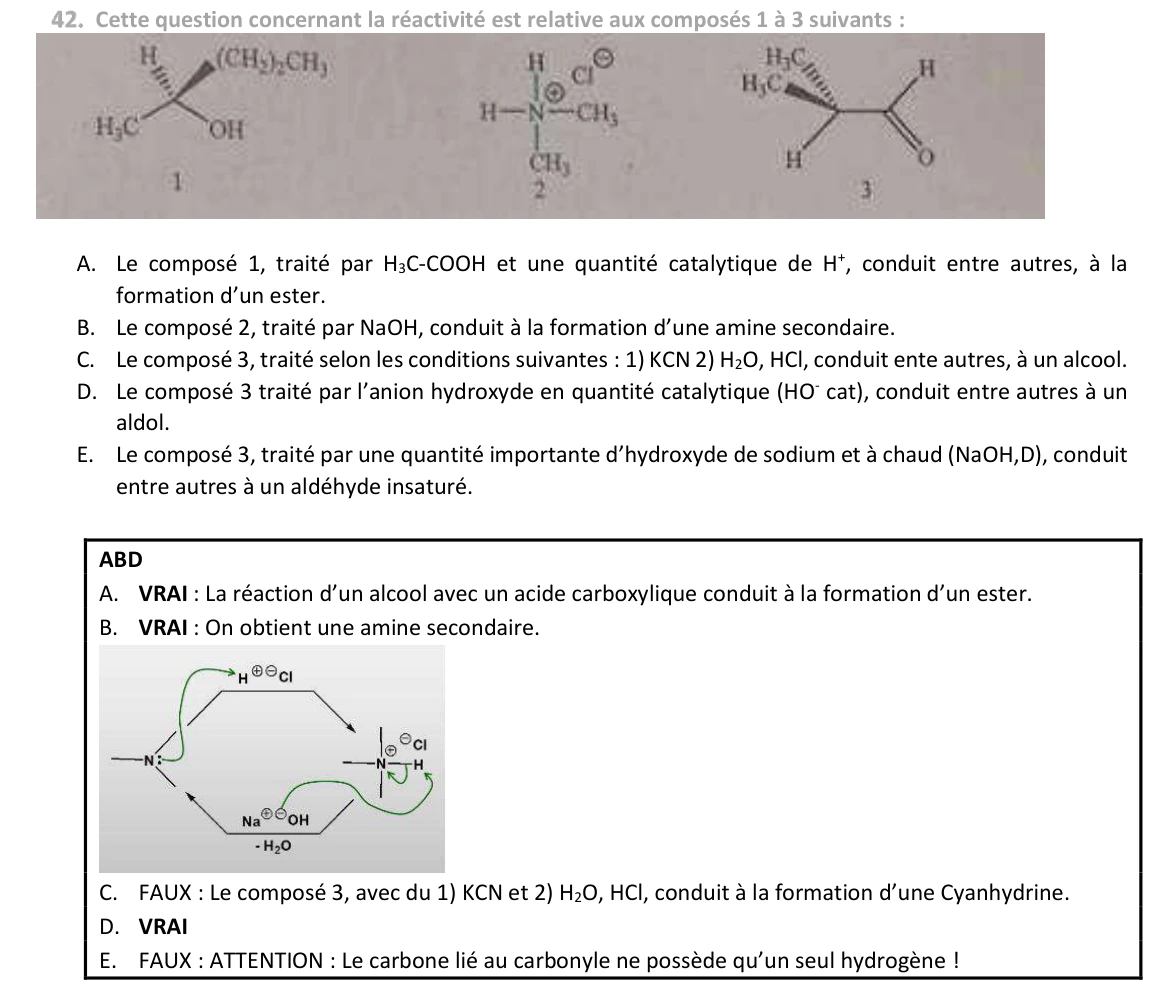 42. Cette question concernant la réactivité est relative aux composés 1 à 3 suivants :
H (CH₂)₂CH₃
H₃C OH
1
H Cl⊖
⊕
H—N—CH₃
CH₃
2
H₃C H
H₃C
H O
3
A. Le composé 1, traité par H₃C-COOH et une quantité catalytique de H⁺, conduit entre autres, à la
formation d’un ester.
B. Le composé 2, traité par NaOH, conduit à la formation d’une amine secondaire.
C. Le composé 3, traité selon les conditions suivantes : 1) KCN 2) H₂O, HCl, conduit ente autres, à un alcool.
D. Le composé 3 traité par l’anion hydroxyde en quantité catalytique (HO⁻ cat), conduit entre autres à un
aldol.
E. Le composé 3, traité par une quantité importante d’hydroxyde de sodium et à chaud (NaOH,D), conduit
entre autres à un aldéhyde insaturé.
ABD
A. VRAI : La réaction d’un alcool avec un acide carboxylique conduit à la formation d’un ester.
B. VRAI : On obtient une amine secondaire.
H⊕⊖Cl
⊖Cl
⊕
—N: —N—H
Na⊕⊖OH
- H₂O
C. FAUX : Le composé 3, avec du 1) KCN et 2) H₂O, HCl, conduit à la formation d’une Cyanhydrine.
D. VRAI
E. FAUX : ATTENTION : Le carbone lié au carbonyle ne possède qu’un seul hydrogène !